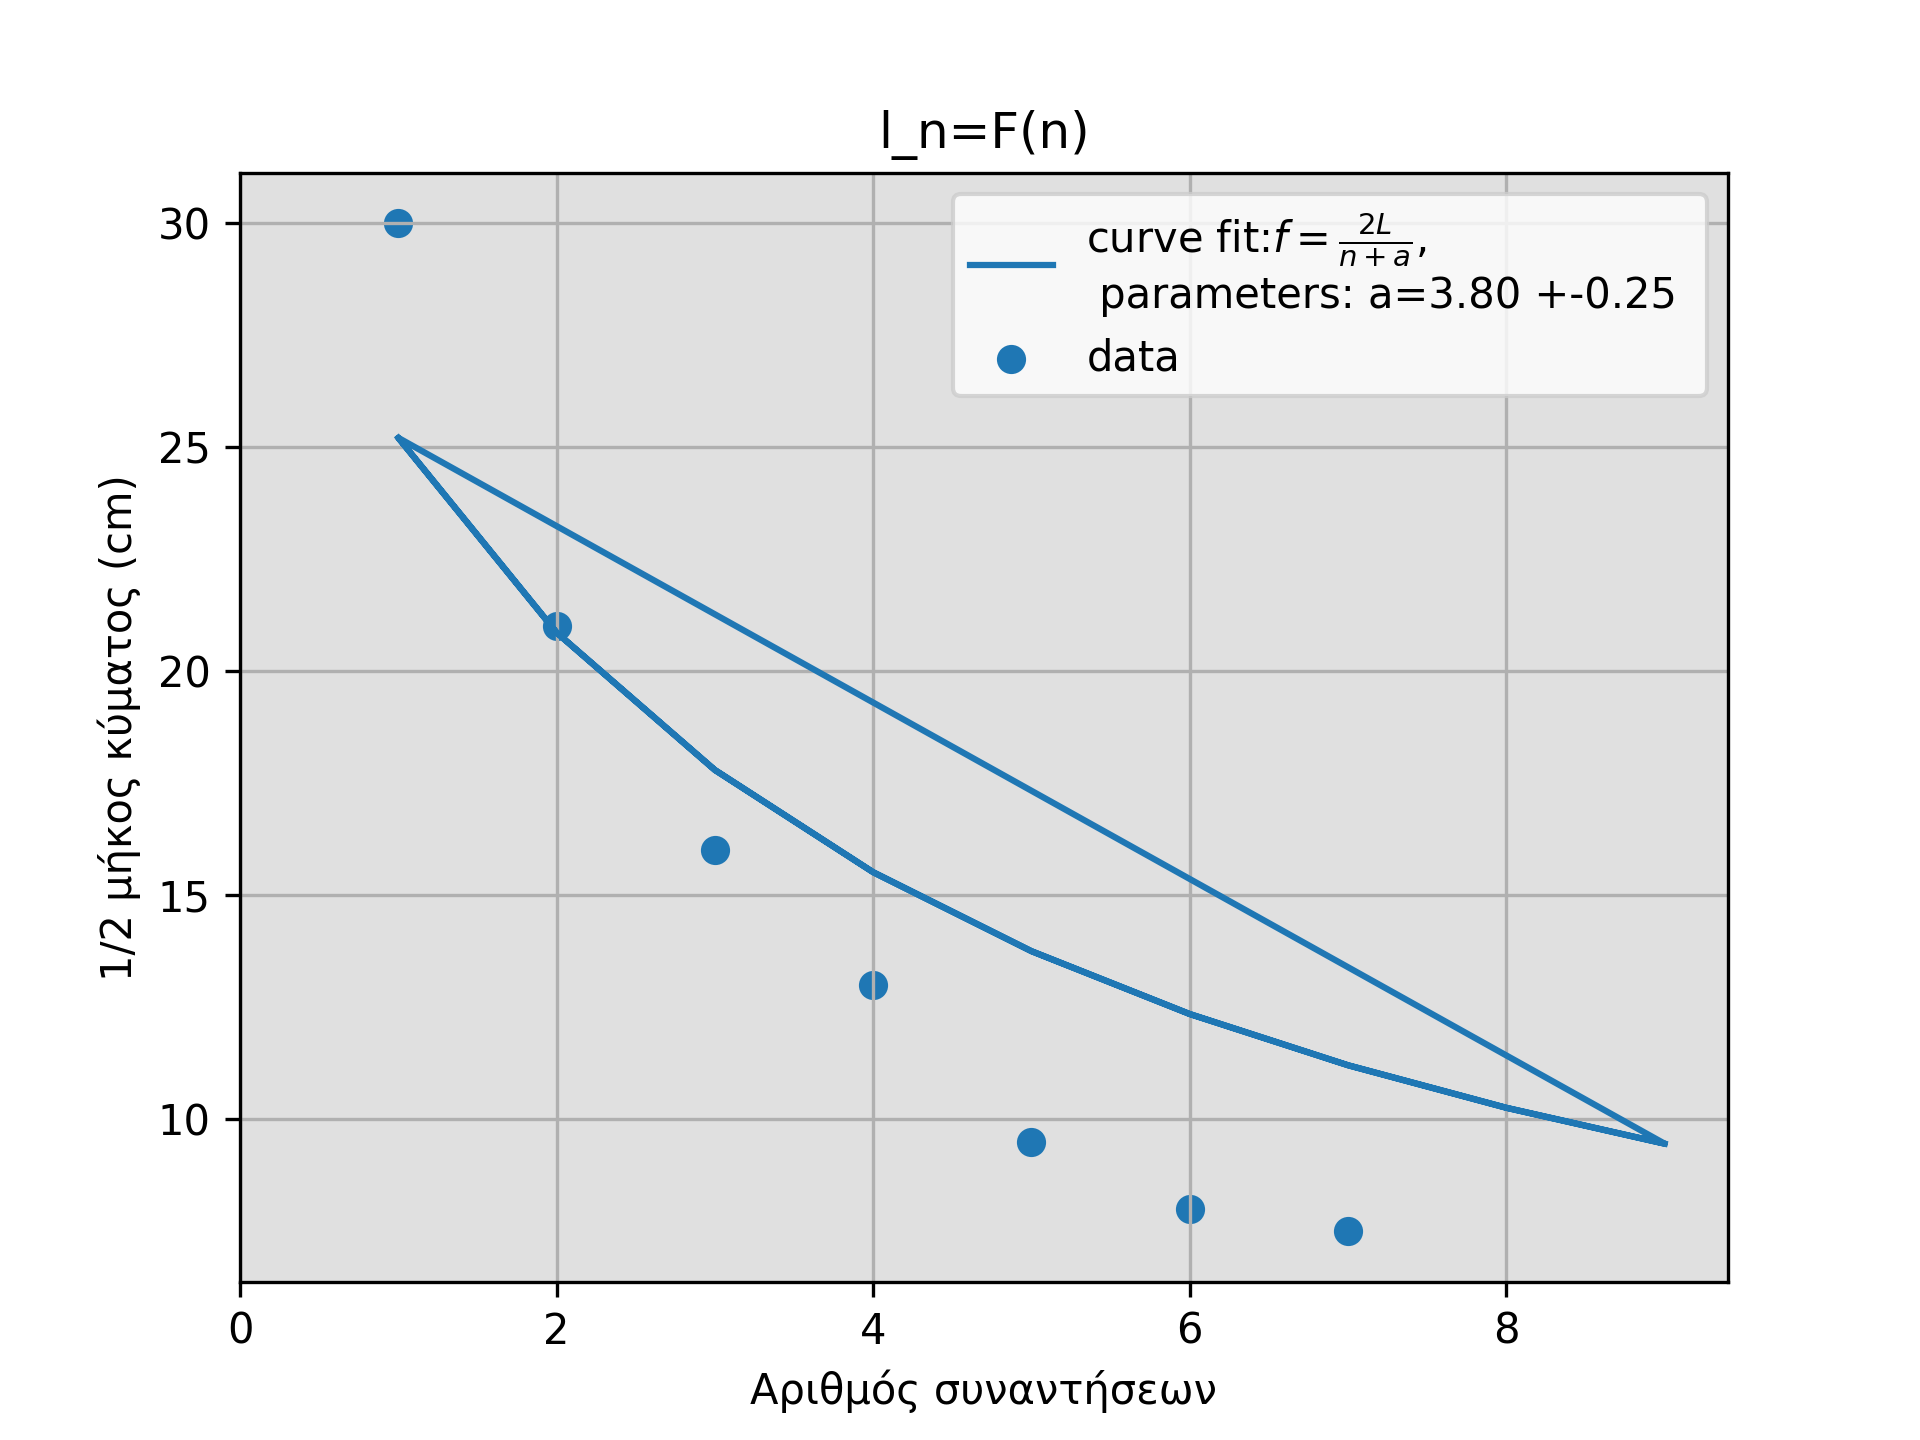 l_n=F(n)
curve fit:f = \frac{2L}{n + a},
parameters: a=3.80 +-0.25
data
30
25
20
15
10
1/2 μήκος κύματος (cm)
0 2 4 6 8
Αριθμός συναντήσεων